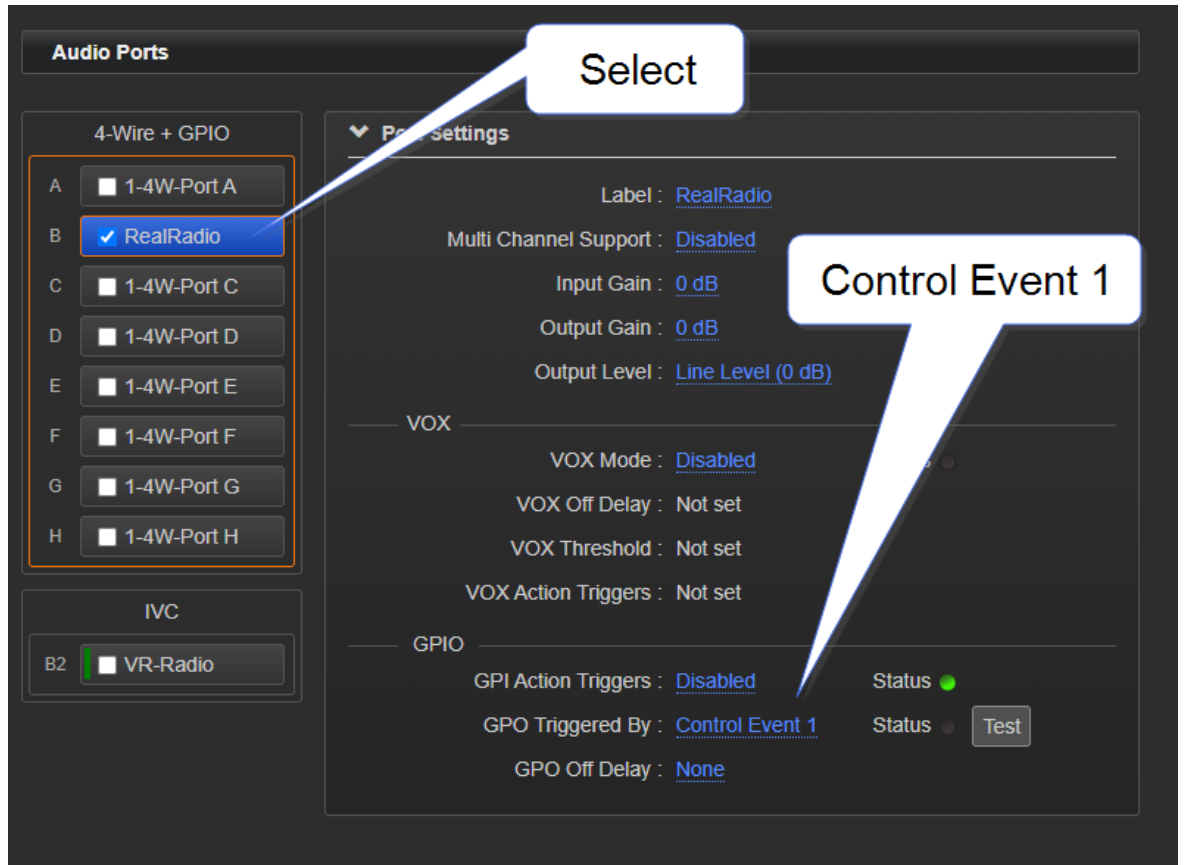 Audio Ports
Select
4-Wire + GPIO
A 1-4W-Port A
B RealRadio
C 1-4W-Port C
D 1-4W-Port D
E 1-4W-Port E
F 1-4W-Port F
G 1-4W-Port G
H 1-4W-Port H
IVC
B2 VR-Radio
Settings
Label : RealRadio
Multi Channel Support : Disabled
Control Event 1
Input Gain : 0 dB
Output Gain : 0 dB
Output Level : Line Level (0 dB)
VOX
VOX Mode : Disabled
VOX Off Delay : Not set
VOX Threshold : Not set
VOX Action Triggers : Not set
GPIO
GPI Action Triggers : Disabled Status
GPO Triggered By : Control Event 1 Status Test
GPO Off Delay : None